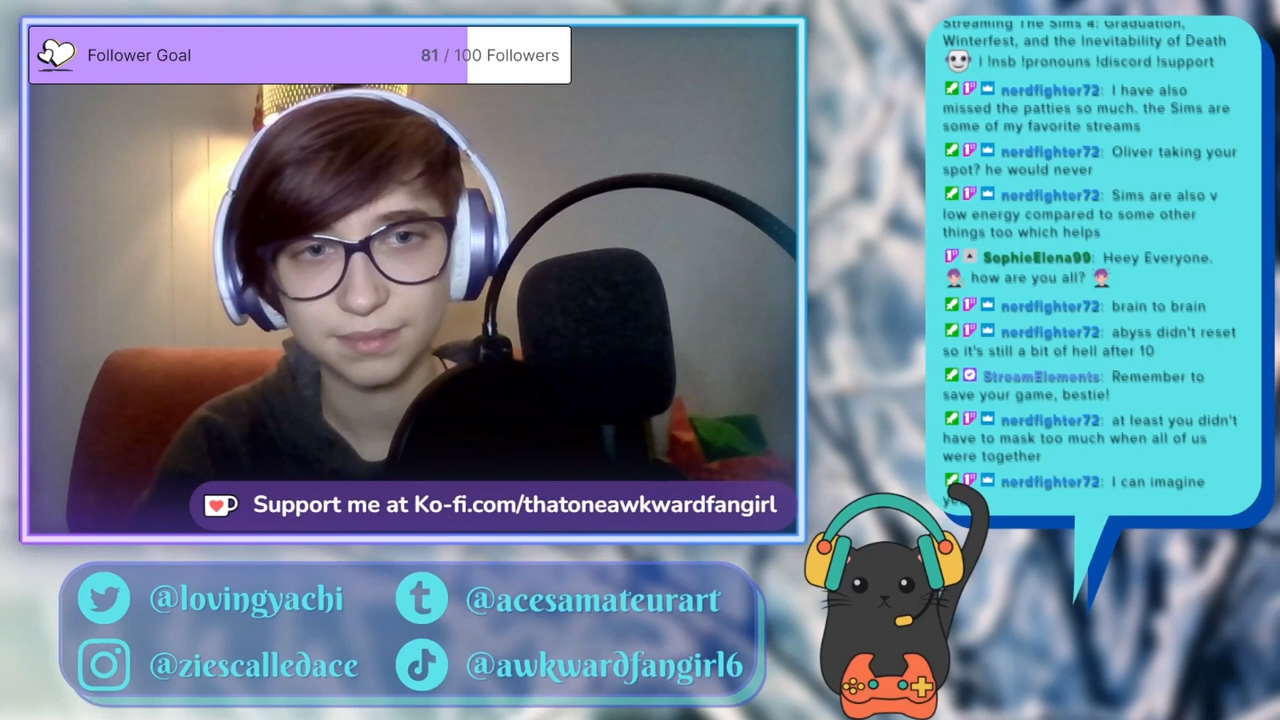 Follower Goal
81 / 100 Followers
Support me at Ko-fi.com/thatoneawkwardfangirl
@lovingyachi
@acesamateurart
@ziescalledace
@awkwardfangirl6
Streaming The Sims 4: Graduation,
Winterfest, and the Inevitability of Death
| !nsb !pronouns !discord !support
nerdfighter72: I have also
missed the patties so much. the Sims are
some of my favorite streams
nerdfighter72: Oliver taking your
spot? he would never
nerdfighter72: Sims are also v
low energy compared to some other
things too which helps
SophieElena99: Heey Everyone.
how are you all?
nerdfighter72: brain to brain
nerdfighter72: abyss didn't reset
so it's still a bit of hell after 10
StreamElements: Remember to
save your game, bestie!
nerdfighter72: at least you didn't
have to mask too much when all of us
were together
nerdfighter72: I can imagine